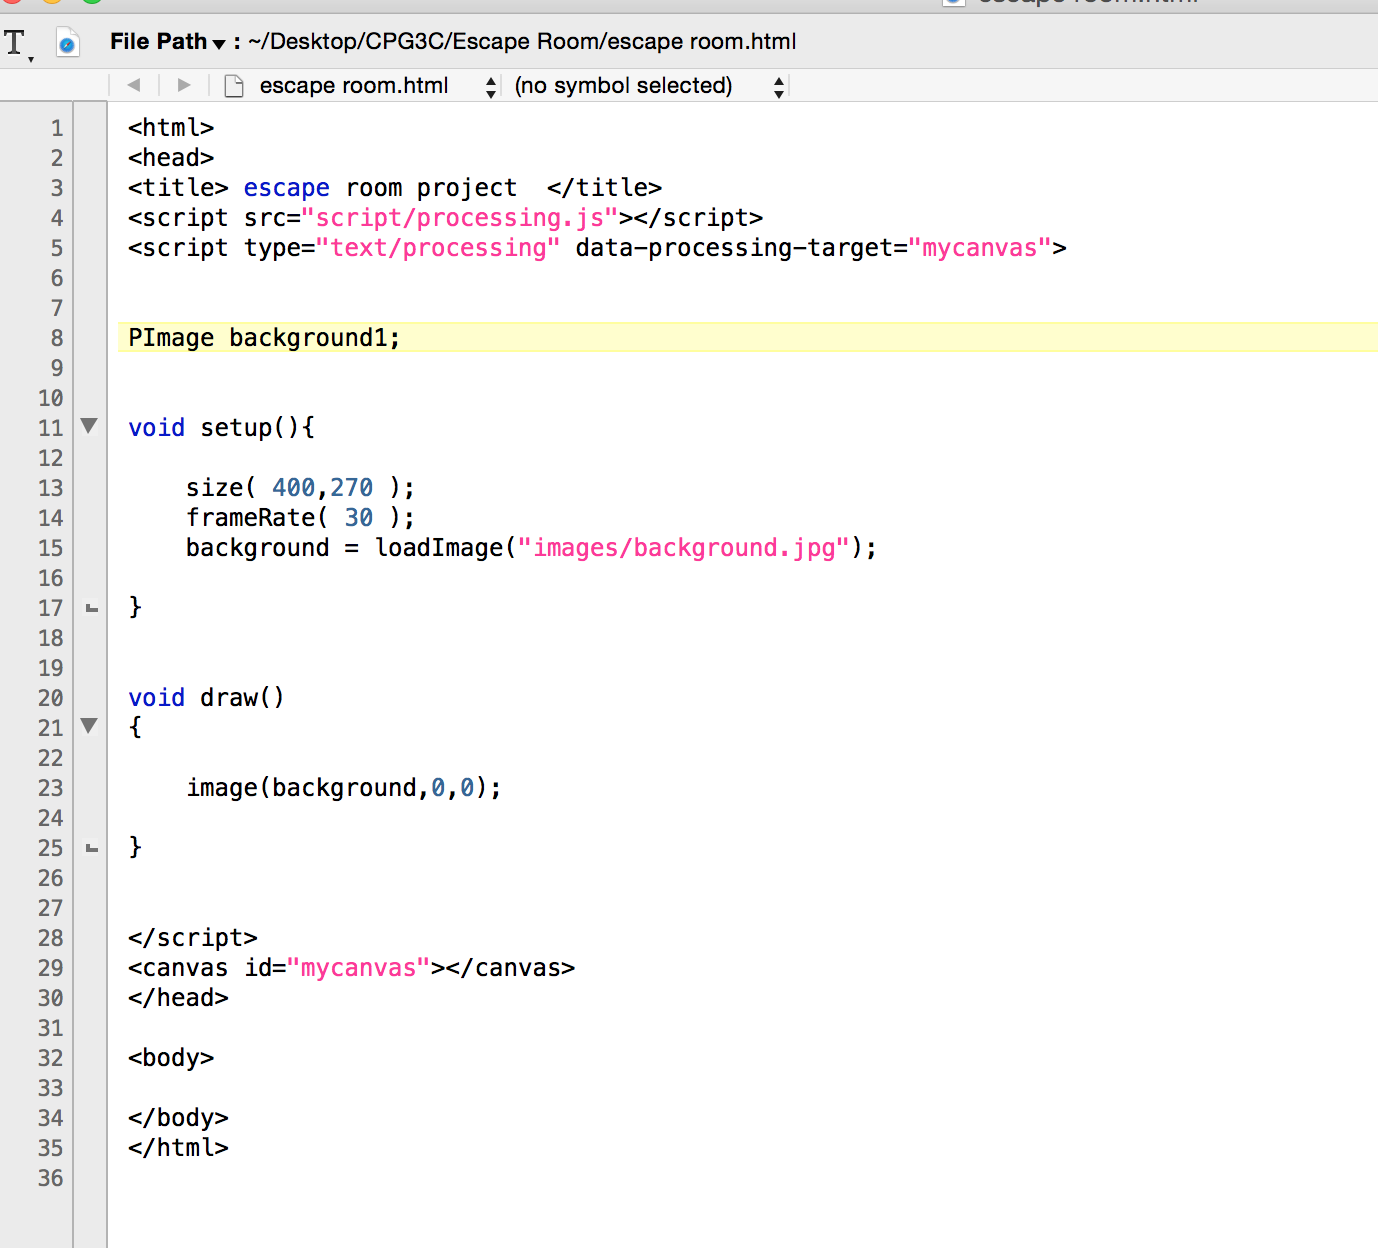 T
File Path ▾ : ~/Desktop/CPG3C/Escape Room/escape room.html
escape room.html (no symbol selected)
1 <html>
2 <head>
3 <title> escape room project  </title>
4 <script src="script/processing.js"></script>
5 <script type="text/processing" data-processing-target="mycanvas">
6
7
8 PImage background1;
9
10
11 void setup(){
12
13     size( 400,270 );
14     frameRate( 30 );
15     background = loadImage("images/background.jpg");
16
17 }
18
19
20 void draw()
21 {
22
23     image(background,0,0);
24
25 }
26
27
28 </script>
29 <canvas id="mycanvas"></canvas>
30 </head>
31
32 <body>
33
34 </body>
35 </html>
36